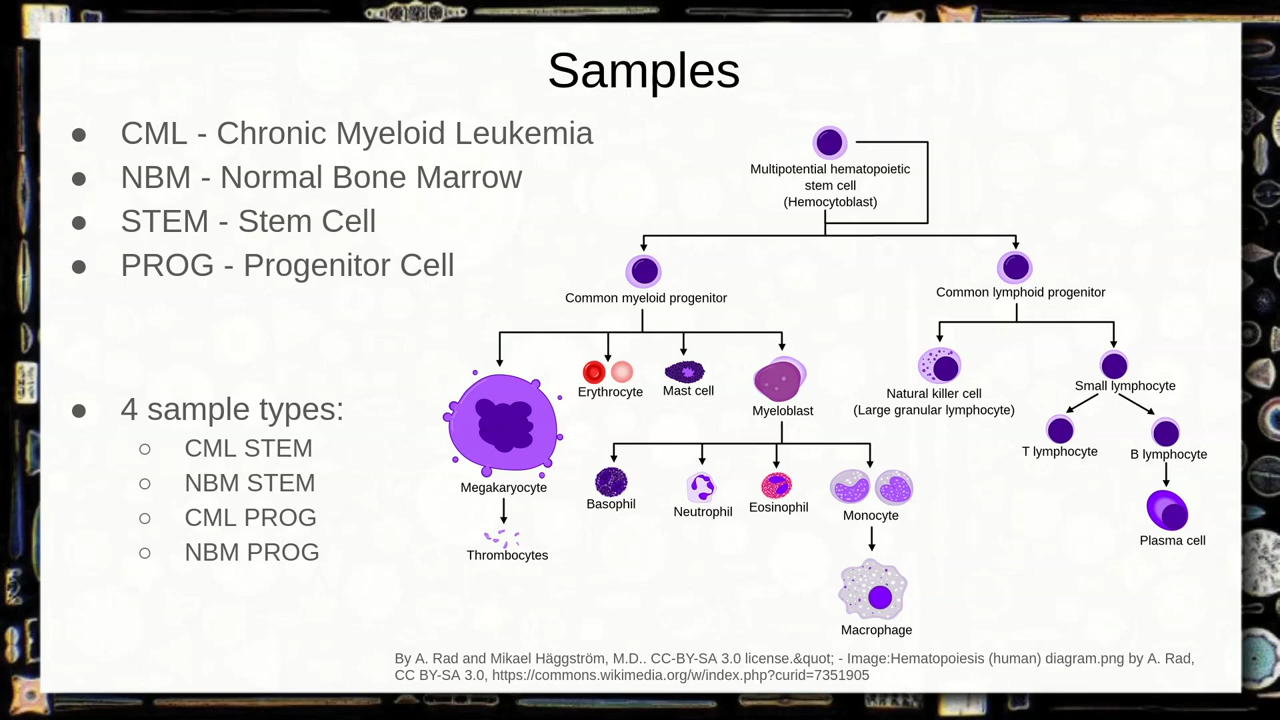 Samples
● CML - Chronic Myeloid Leukemia
● NBM - Normal Bone Marrow
● STEM - Stem Cell
● PROG - Progenitor Cell
● 4 sample types:
○ CML STEM
○ NBM STEM
○ CML PROG
○ NBM PROG
Multipotential hematopoietic
stem cell
(Hemocytoblast)
Common myeloid progenitor
Common lymphoid progenitor
Erythrocyte
Mast cell
Myeloblast
Natural killer cell
(Large granular lymphocyte)
Small lymphocyte
T lymphocyte
B lymphocyte
Megakaryocyte
Basophil
Neutrophil
Eosinophil
Monocyte
Plasma cell
Thrombocytes
Macrophage
By A. Rad and Mikael Häggström, M.D.. CC-BY-SA 3.0 license.&quot; - Image:Hematopoiesis (human) diagram.png by A. Rad,
CC BY-SA 3.0, https://commons.wikimedia.org/w/index.php?curid=7351905